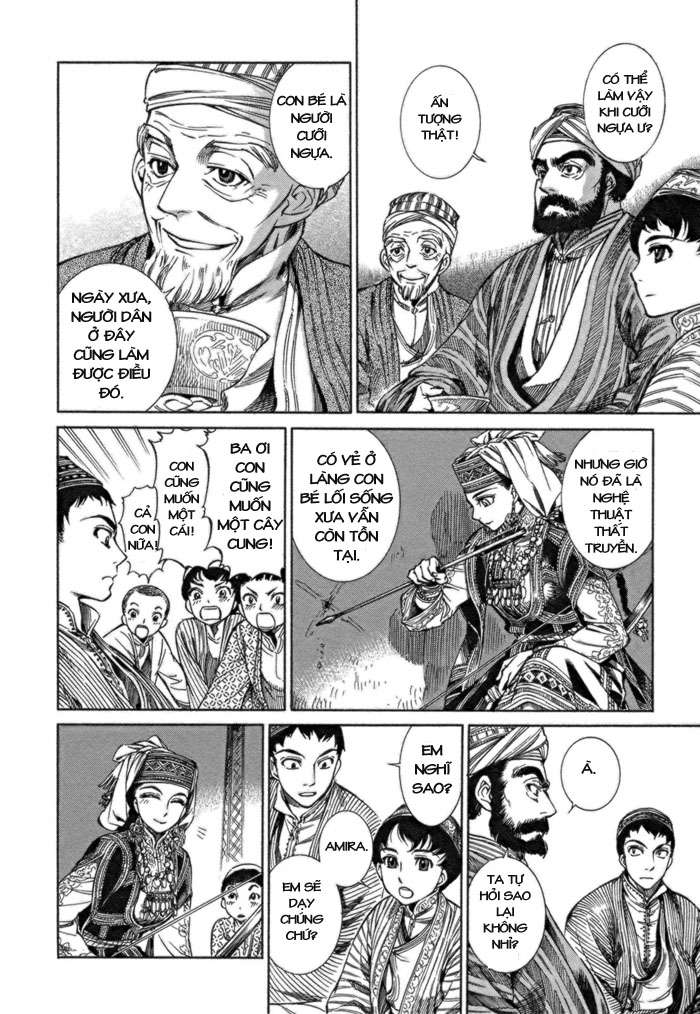 CÓ THỂ
LÀM VẬY
KHI CƯỠI
NGỰA Ư?
ẤN
TƯỢNG
THẬT!
CON BÉ LÀ
NGƯỜI
CƯỠI
NGỰA.
NGÀY XƯA,
NGƯỜI DÂN
Ở ĐÂY
CŨNG LÀM
ĐƯỢC ĐIỀU
ĐÓ.
NHƯNG GIỜ
NÓ ĐÃ LÀ
NGHỆ
THUẬT
THẤT
TRUYỀN.
CÓ VẺ Ở
LÀNG CON
BÉ LỐI SỐNG
XƯA VẪN
CÒN TỒN
TẠI.
BA ƠI
CON
CŨNG
MUỐN
MỘT CÂY
CUNG!
CON
CŨNG
MUỐN
MỘT
CÁI!
CẢ
CON
NỮA!
À.
TA TỰ
HỎI SAO
LẠI
KHÔNG
NHỈ?
EM
NGHĨ
SAO?
AMIRA.
EM SẼ
DẠY
CHÚNG
CHỨ?